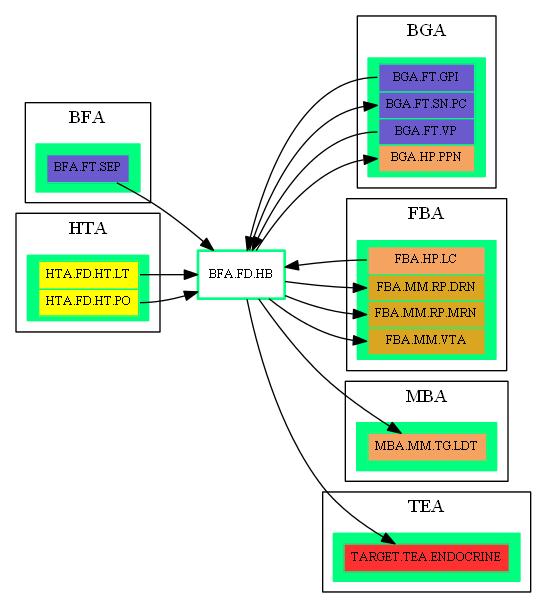 BFA
BFA.FT.SEP
HTA
HTA.FD.HT.LT
HTA.FD.HT.PO
BFA.FD.HB
BGA
BGA.FT.GPI
BGA.FT.SN.PC
BGA.FT.VP
BGA.HP.PPN
FBA
FBA.HP.LC
FBA.MM.RP.DRN
FBA.MM.RP.MRN
FBA.MM.VTA
MBA
MBA.MM.TG.LDT
TEA
TARGET.TEA.ENDOCRINE